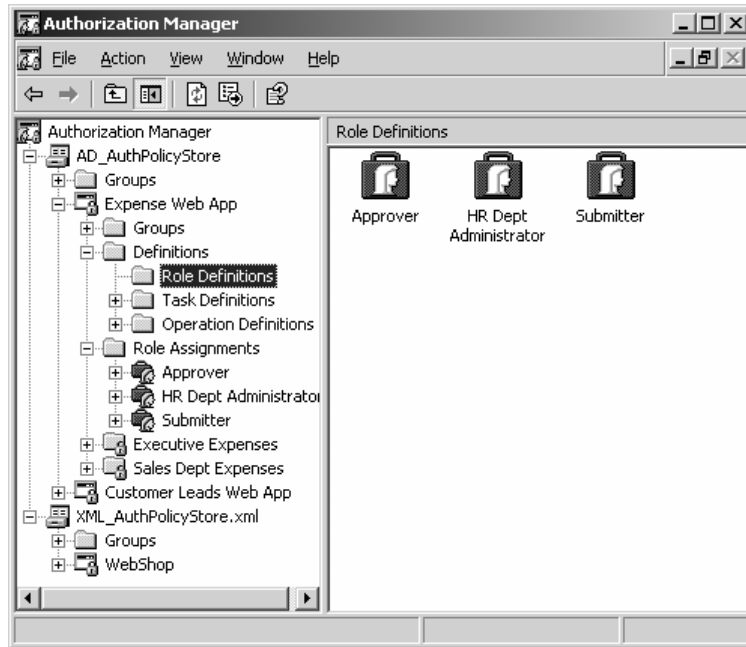 Authorization Manager
File Action View Window Help
Authorization Manager
AD_AuthPolicyStore
Groups
Expense Web App
Groups
Definitions
Role Definitions
Task Definitions
Operation Definitions
Role Assignments
Approver
HR Dept Administrator
Submitter
Executive Expenses
Sales Dept Expenses
Customer Leads Web App
XML_AuthPolicyStore.xml
Groups
WebShop
Role Definitions
Approver
HR Dept
Administrator
Submitter